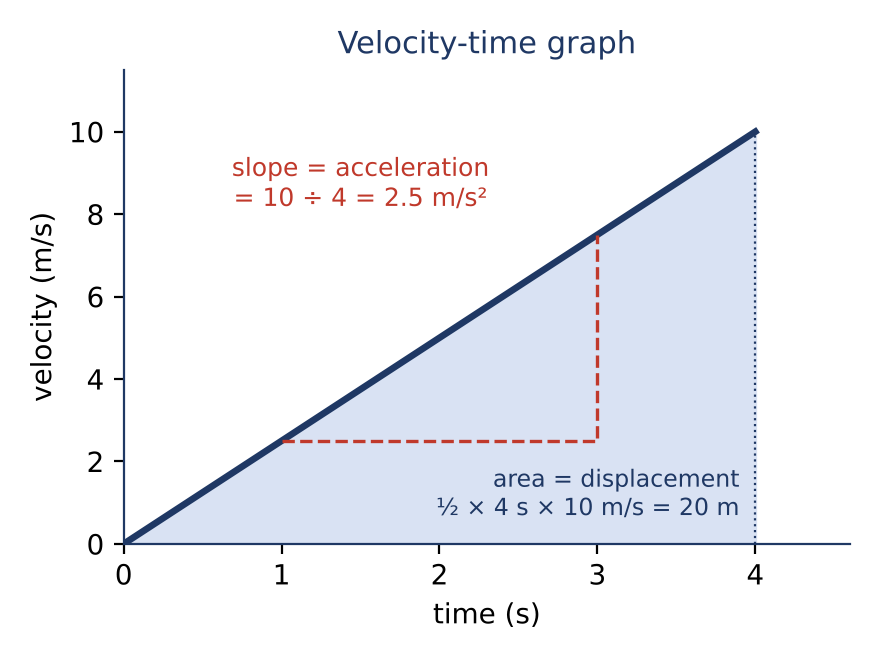 Velocity-time graph
slope = acceleration
= 10 ÷ 4 = 2.5 m/s²
area = displacement
½ × 4 s × 10 m/s = 20 m
velocity (m/s)
10
8
6
4
2
0
0 1 2 3 4
time (s)